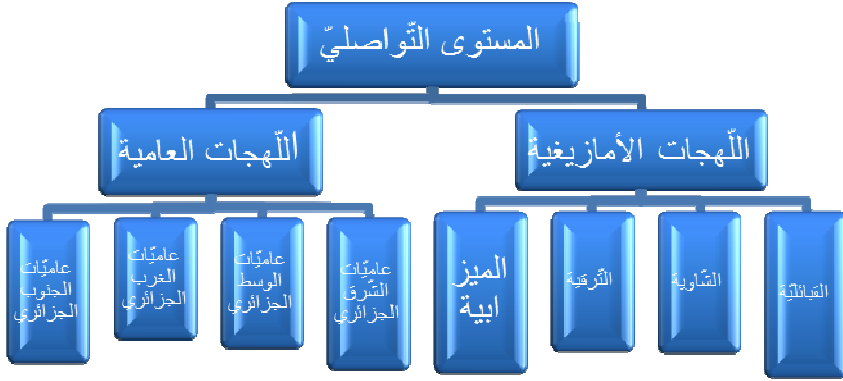 المستوى التّواصليّ
اللّهجات الأمازيغية
اللّهجات العامية
القبائليّة
الشّاوية
التّرقية
الميز
ابية
عاميّات
الشّرق
الجزائري
عاميّات
الوسط
الجزائري
عاميّات
الغرب
الجزائري
عاميّات
الجنوب
الجزائري